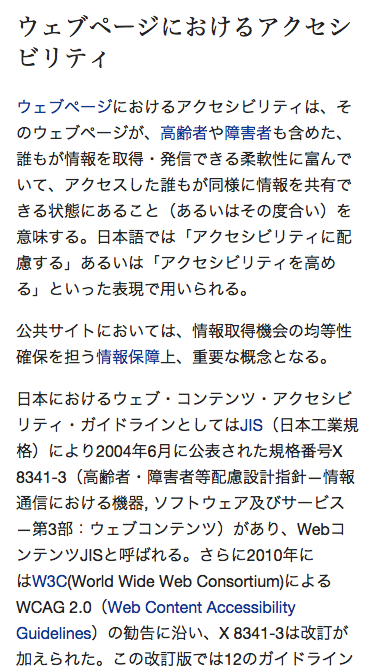 ウェブページにおけるアクセシ
ビリティ
ウェブページにおけるアクセシビリティは、そ
のウェブページが、高齢者や障害者も含めた、
誰もが情報を取得・発信できる柔軟性に富んで
いて、アクセスした誰もが同様に情報を共有で
きる状態にあること（あるいはその度合い）を
意味する。日本語では「アクセシビリティに配
慮する」あるいは「アクセシビリティを高め
る」といった表現で用いられる。
公共サイトにおいては、情報取得機会の均等性
確保を担う情報保障上、重要な概念となる。
日本におけるウェブ・コンテンツ・アクセシビ
リティ・ガイドラインとしてはJIS（日本工業規
格）により2004年6月に公表された規格番号X
8341-3（高齢者・障害者等配慮設計指針—情報
通信における機器, ソフトウェア及びサービス
—第3部：ウェブコンテンツ）があり、Webコ
ンテンツJISと呼ばれる。さらに2010年に
はW3C(World Wide Web Consortium)による
WCAG 2.0（Web Content Accessibility
Guidelines）の勧告に沿い、X 8341-3は改訂が
加えられた。この改訂版では12のガイドライン